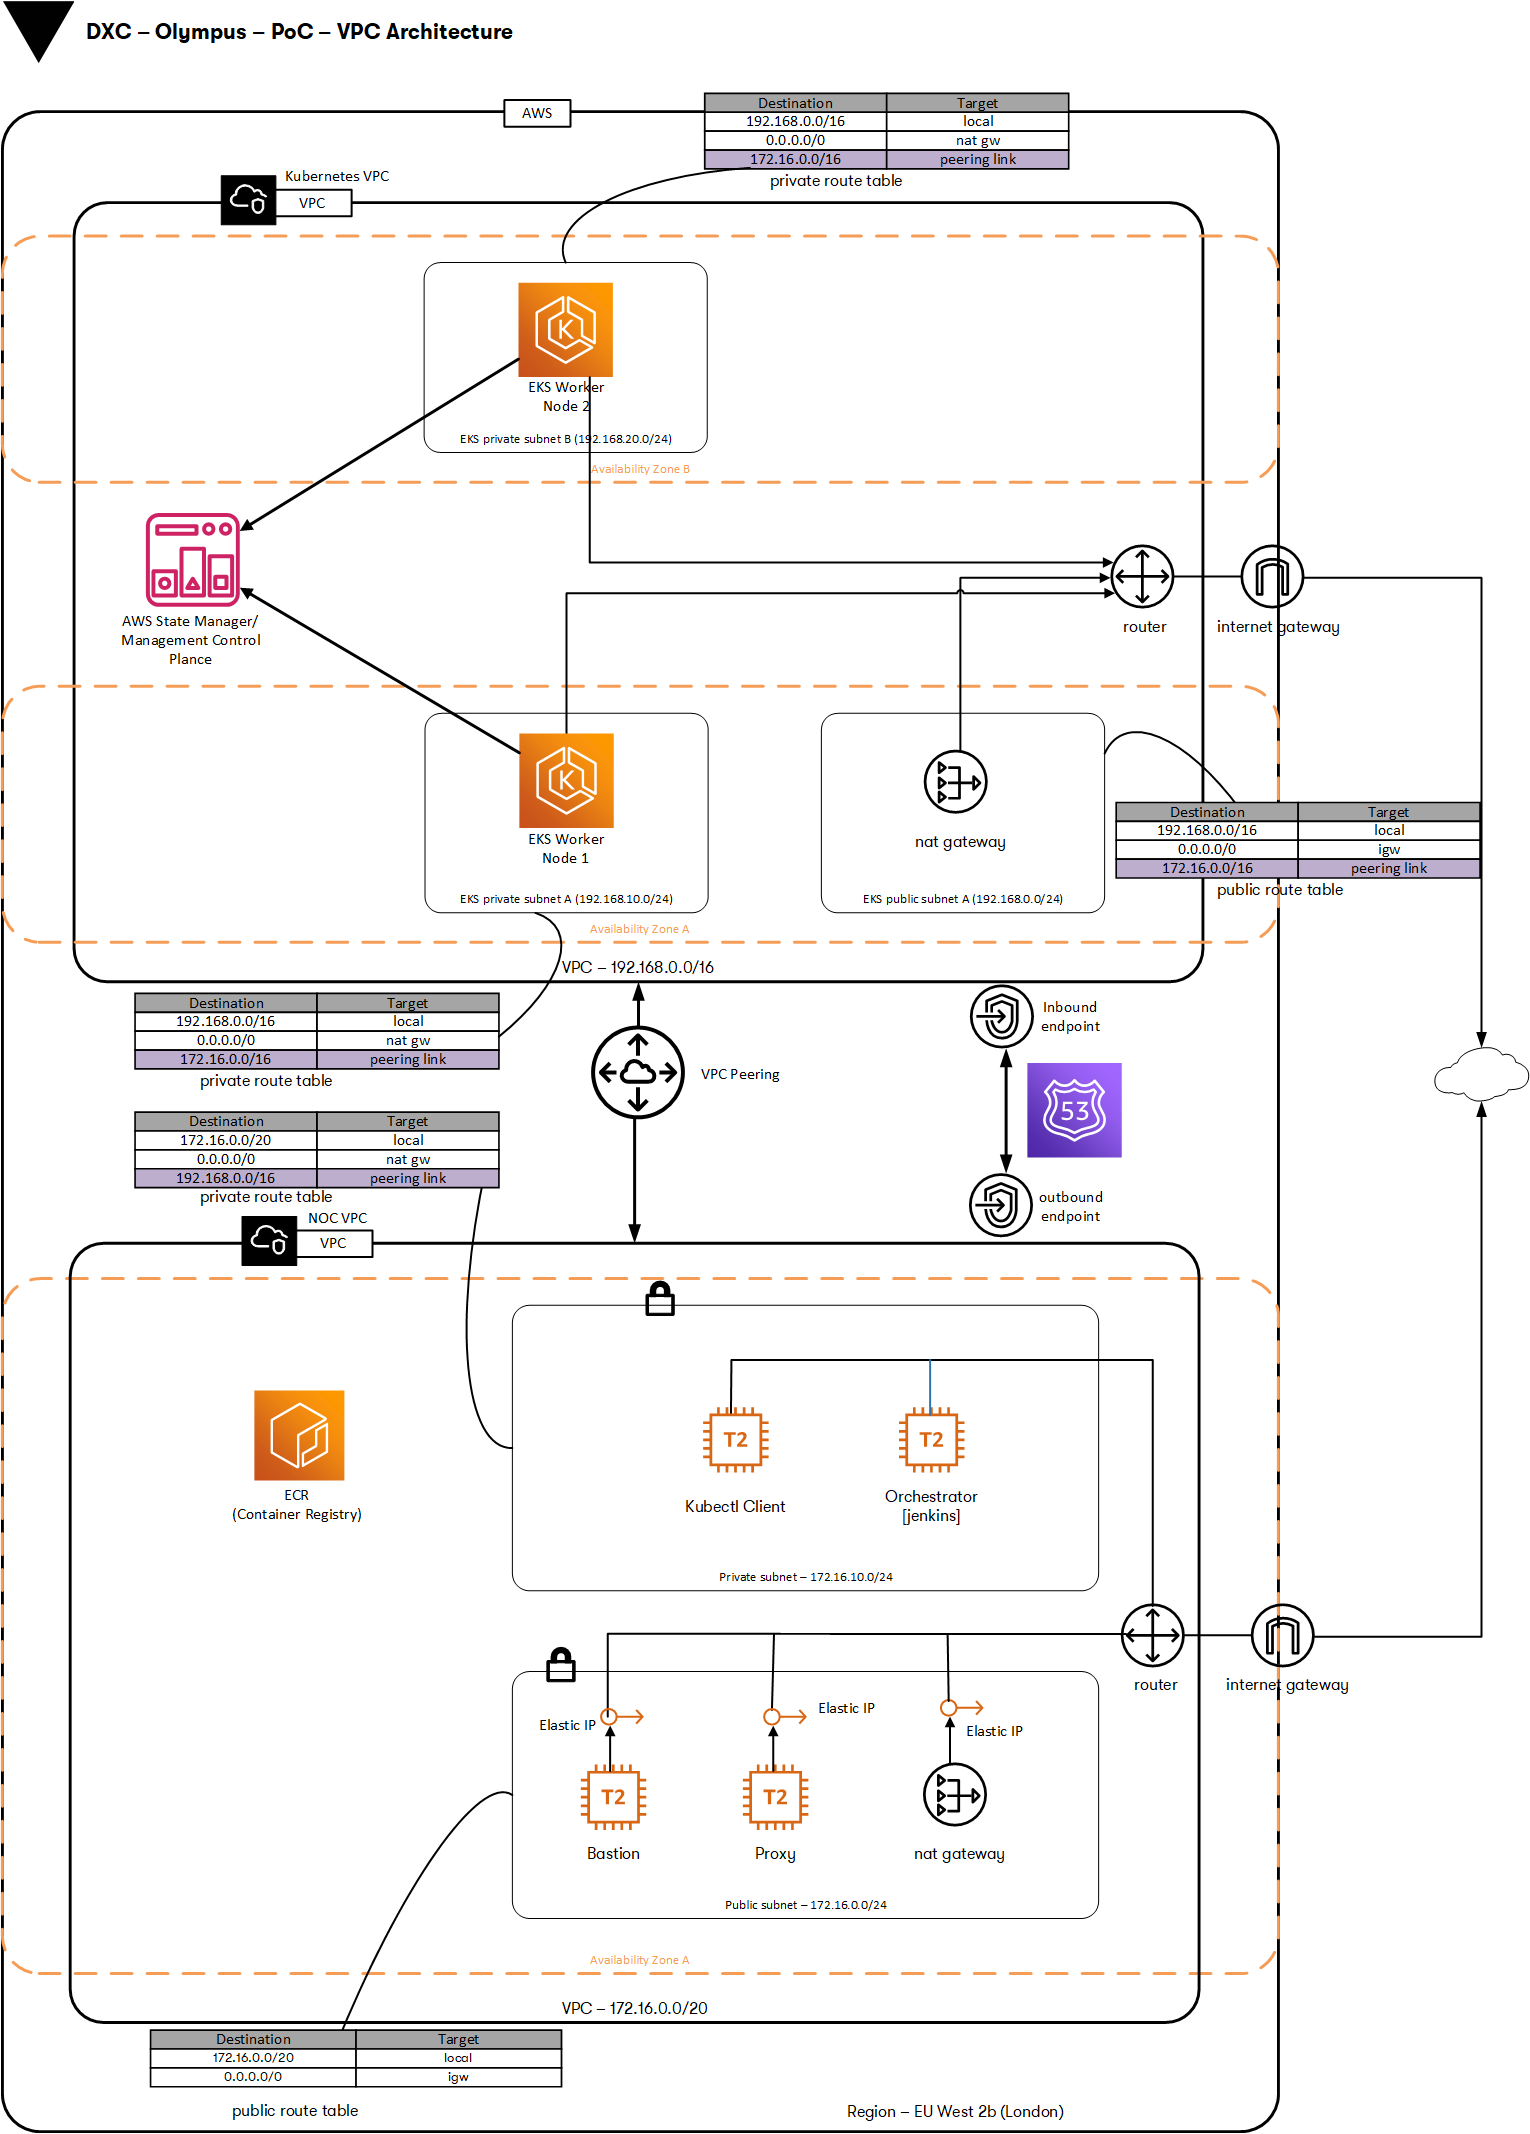 DXC – Olympus – PoC – VPC Architecture
AWS
Destination Target
192.168.0.0/16 local
0.0.0.0/0 nat gw
172.16.0.0/16 peering link
private route table
Kubernetes VPC
VPC
EKS Worker
Node 2
EKS private subnet B (192.168.20.0/24)
Availability Zone B
AWS State Manager/
Management Control
Plance
router
internet gateway
EKS Worker
Node 1
EKS private subnet A (192.168.10.0/24)
nat gateway
EKS public subnet A (192.168.0.0/24)
Destination Target
192.168.0.0/16 local
0.0.0.0/0 igw
172.16.0.0/16 peering link
public route table
Availability Zone A
VPC – 192.168.0.0/16
Destination Target
192.168.0.0/16 local
0.0.0.0/0 nat gw
172.16.0.0/16 peering link
private route table
VPC Peering
Inbound
endpoint
53
outbound
endpoint
Destination Target
172.16.0.0/20 local
0.0.0.0/0 nat gw
192.168.0.0/16 peering link
private route table
NOC VPC
VPC
ECR
(Container Registry)
T2
Kubectl Client
T2
Orchestrator
[jenkins]
Private subnet – 172.16.10.0/24
router
internet gateway
Elastic IP
Elastic IP
Elastic IP
T2
Bastion
T2
Proxy
nat gateway
Public subnet – 172.16.0.0/24
Availability Zone A
VPC – 172.16.0.0/20
Destination Target
172.16.0.0/20 local
0.0.0.0/0 igw
public route table
Region – EU West 2b (London)